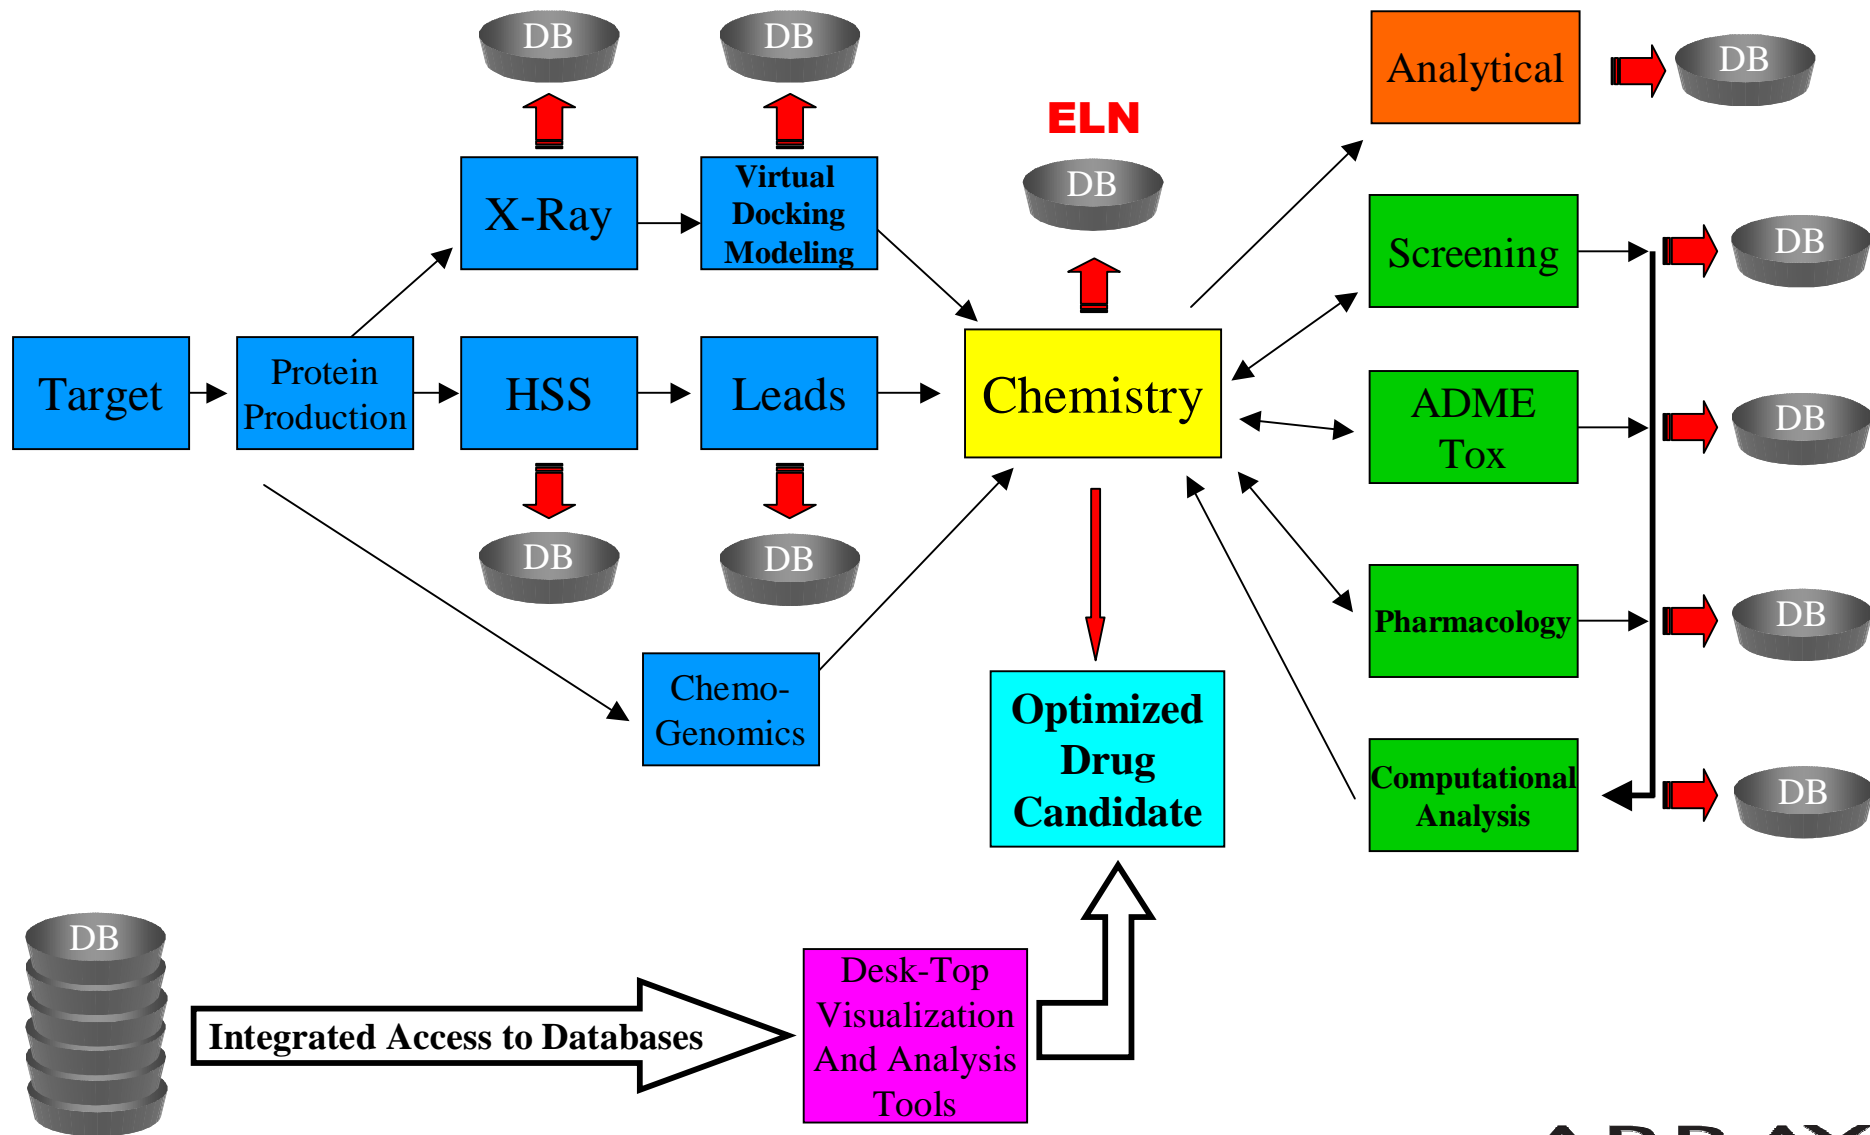 DB
DB
Analytical
DB
ELN
DB
X-Ray
Virtual
Docking
Modeling
Screening
DB
Target
Protein
Production
HSS
Leads
Chemistry
ADME
Tox
DB
DB
DB
Chemo-
Genomics
Optimized
Drug
Candidate
Pharmacology
DB
Computational
Analysis
DB
DB
Integrated Access to Databases
Desk-Top
Visualization
And Analysis
Tools